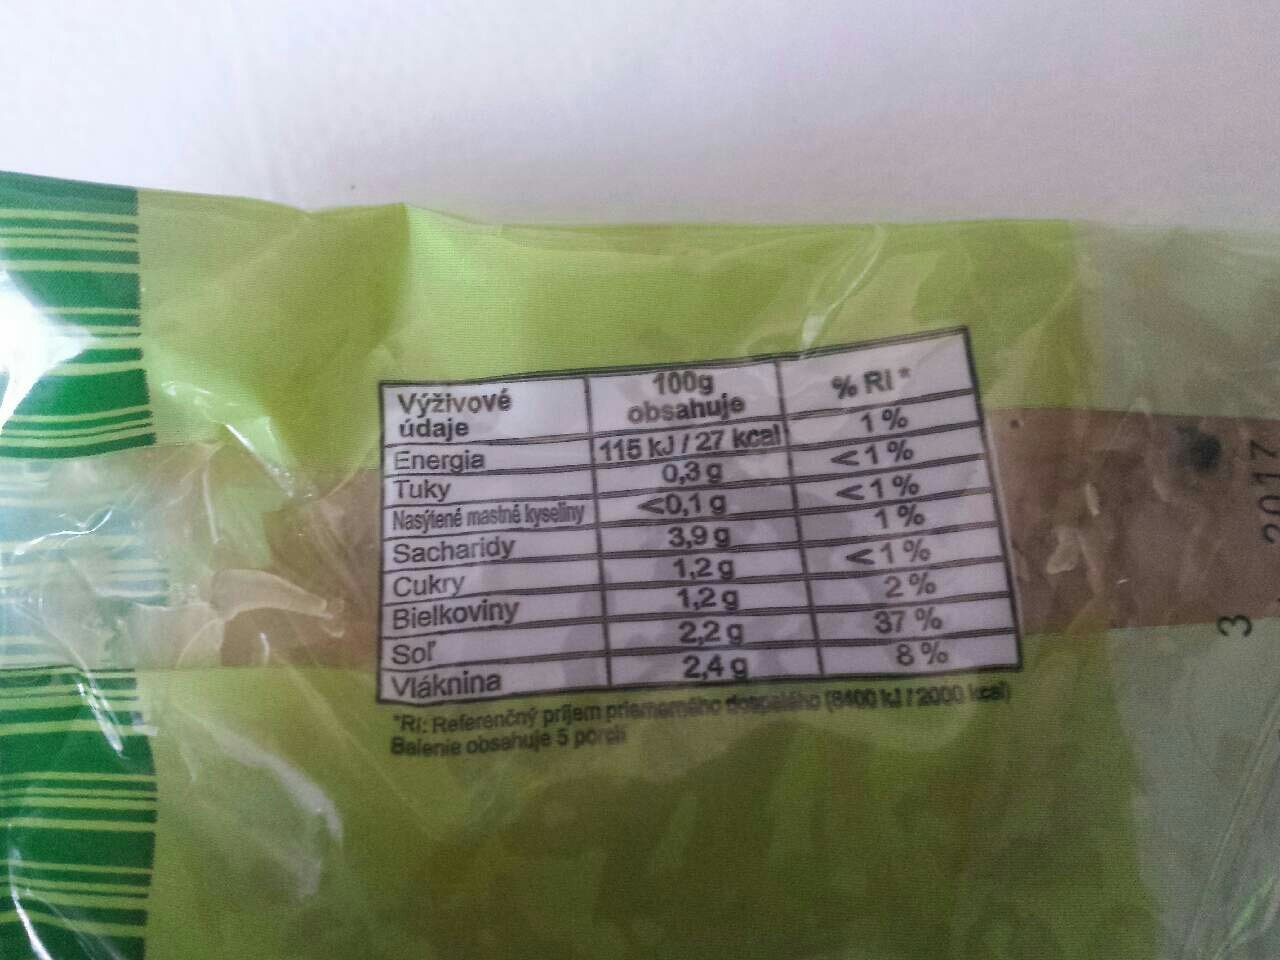 Výživové údaje 100g obsahuje % RI *
Energia 115 kJ / 27 kcal 1 %
Tuky 0,3 g <1 %
Nasýtené mastné kyseliny <0,1 g <1 %
Sacharidy 3,9 g 1 %
Cukry 1,2 g <1 %
Bielkoviny 1,2 g 2 %
Soľ 2,2 g 37 %
Vláknina 2,4 g 8 %
*RI: Referenčný príjem priemerného dospelého (8400 kJ / 2000 kcal)
Balenie obsahuje 5 porcií
3 2017